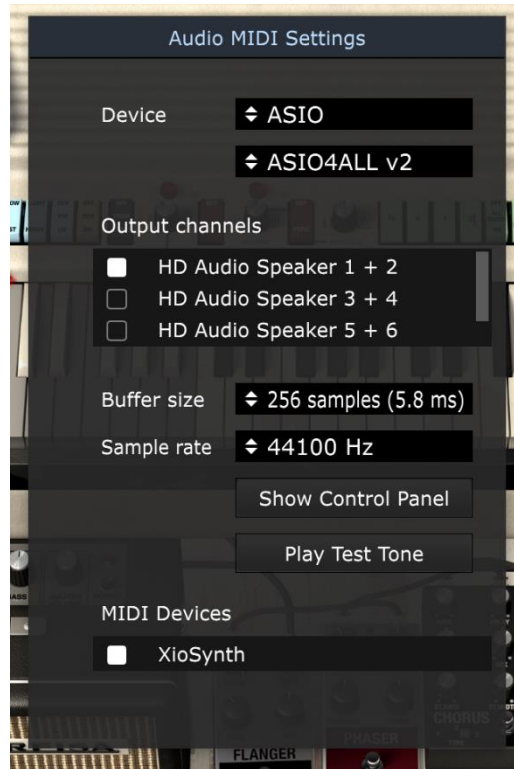 Audio MIDI Settings
Device
ASIO
ASIO4ALL v2
Output channels
HD Audio Speaker 1 + 2
HD Audio Speaker 3 + 4
HD Audio Speaker 5 + 6
Buffer size 256 samples (5.8 ms)
Sample rate 44100 Hz
Show Control Panel
Play Test Tone
MIDI Devices
XioSynth
BASS
CHORUS
PHASER
FLANGER